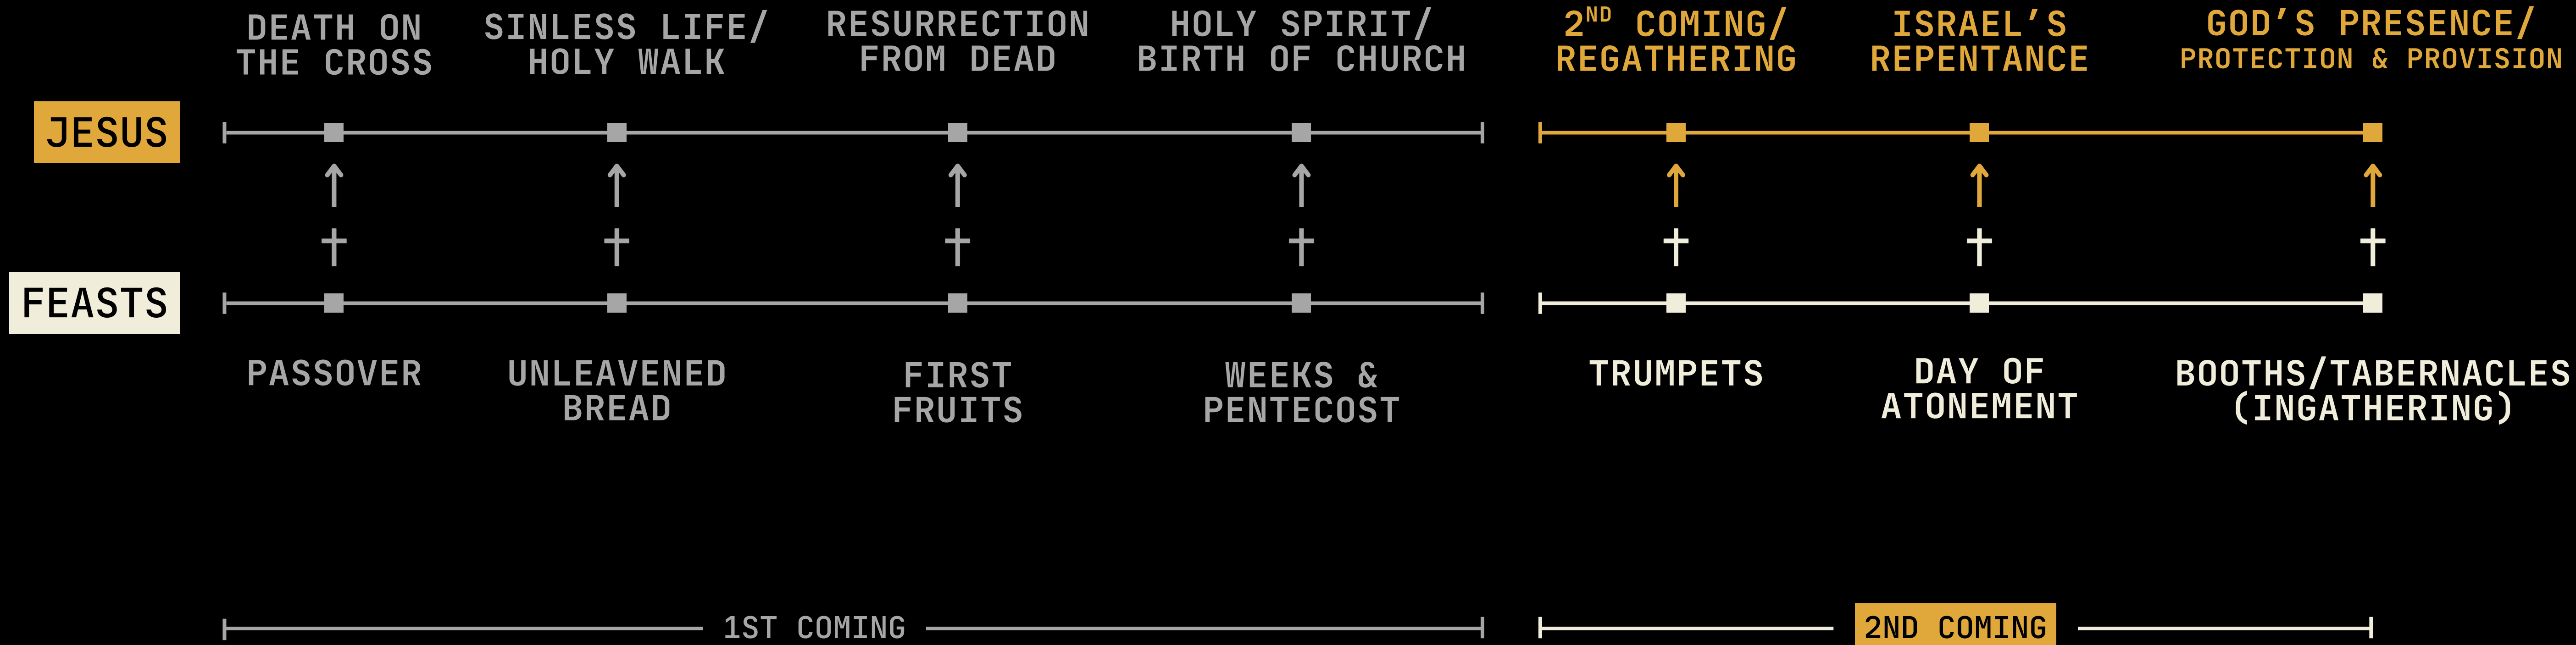 DEATH ON
THE CROSS
SINLESS LIFE/
HOLY WALK
RESURRECTION
FROM DEAD
HOLY SPIRIT/
BIRTH OF CHURCH
2ND COMING/
REGATHERING
ISRAEL’S
REPENTANCE
GOD’S PRESENCE/
PROTECTION & PROVISION
JESUS
FEASTS
PASSOVER
UNLEAVENED
BREAD
FIRST
FRUITS
WEEKS &
PENTECOST
TRUMPETS
DAY OF
ATONEMENT
BOOTHS/TABERNACLES
(INGATHERING)
1ST COMING
2ND COMING